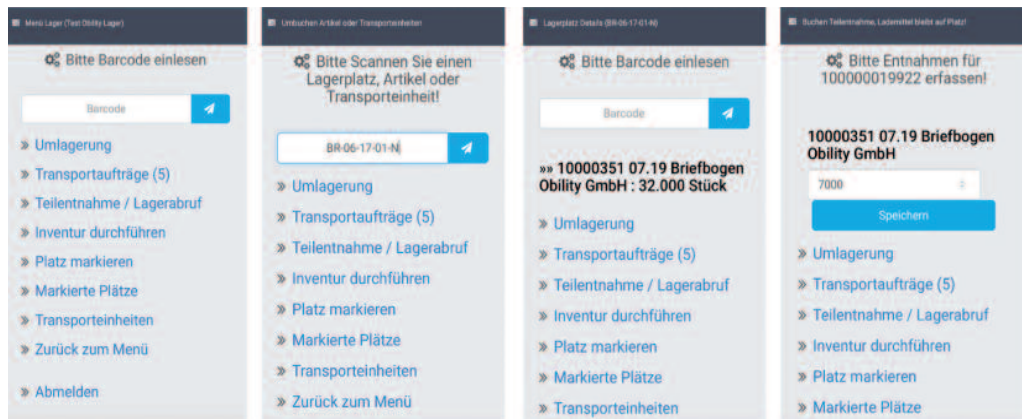 Menü Lager (Test Obility Lager)
Bitte Barcode einlesen
Barcode
» Umlagerung
» Transportaufträge (5)
» Teilentnahme / Lagerabruf
» Inventur durchführen
» Platz markieren
» Markierte Plätze
» Transporteinheiten
» Zurück zum Menü
» Abmelden
Umbuchen Artikel oder Transporteinheiten
Bitte Scannen Sie einen
Lagerplatz, Artikel oder
Transporteinheit!
BR-06-17-01-N
» Umlagerung
» Transportaufträge (5)
» Teilentnahme / Lagerabruf
» Inventur durchführen
» Platz markieren
» Markierte Plätze
» Transporteinheiten
» Zurück zum Menü
Lagerplatz Details (BR-06-17-01-N)
Bitte Barcode einlesen
Barcode
»» 10000351 07.19 Briefbogen
Obility GmbH : 32.000 Stück
» Umlagerung
» Transportaufträge (5)
» Teilentnahme / Lagerabruf
» Inventur durchführen
» Platz markieren
» Markierte Plätze
» Transporteinheiten
Buchen Teilentnahme, Lademittel bleibt auf Platz!
Bitte Entnahmen für
100000019922 erfassen!
10000351 07.19 Briefbogen
Obility GmbH
7000
Speichern
» Umlagerung
» Transportaufträge (5)
» Teilentnahme / Lagerabruf
» Inventur durchführen
» Platz markieren
» Markierte Plätze